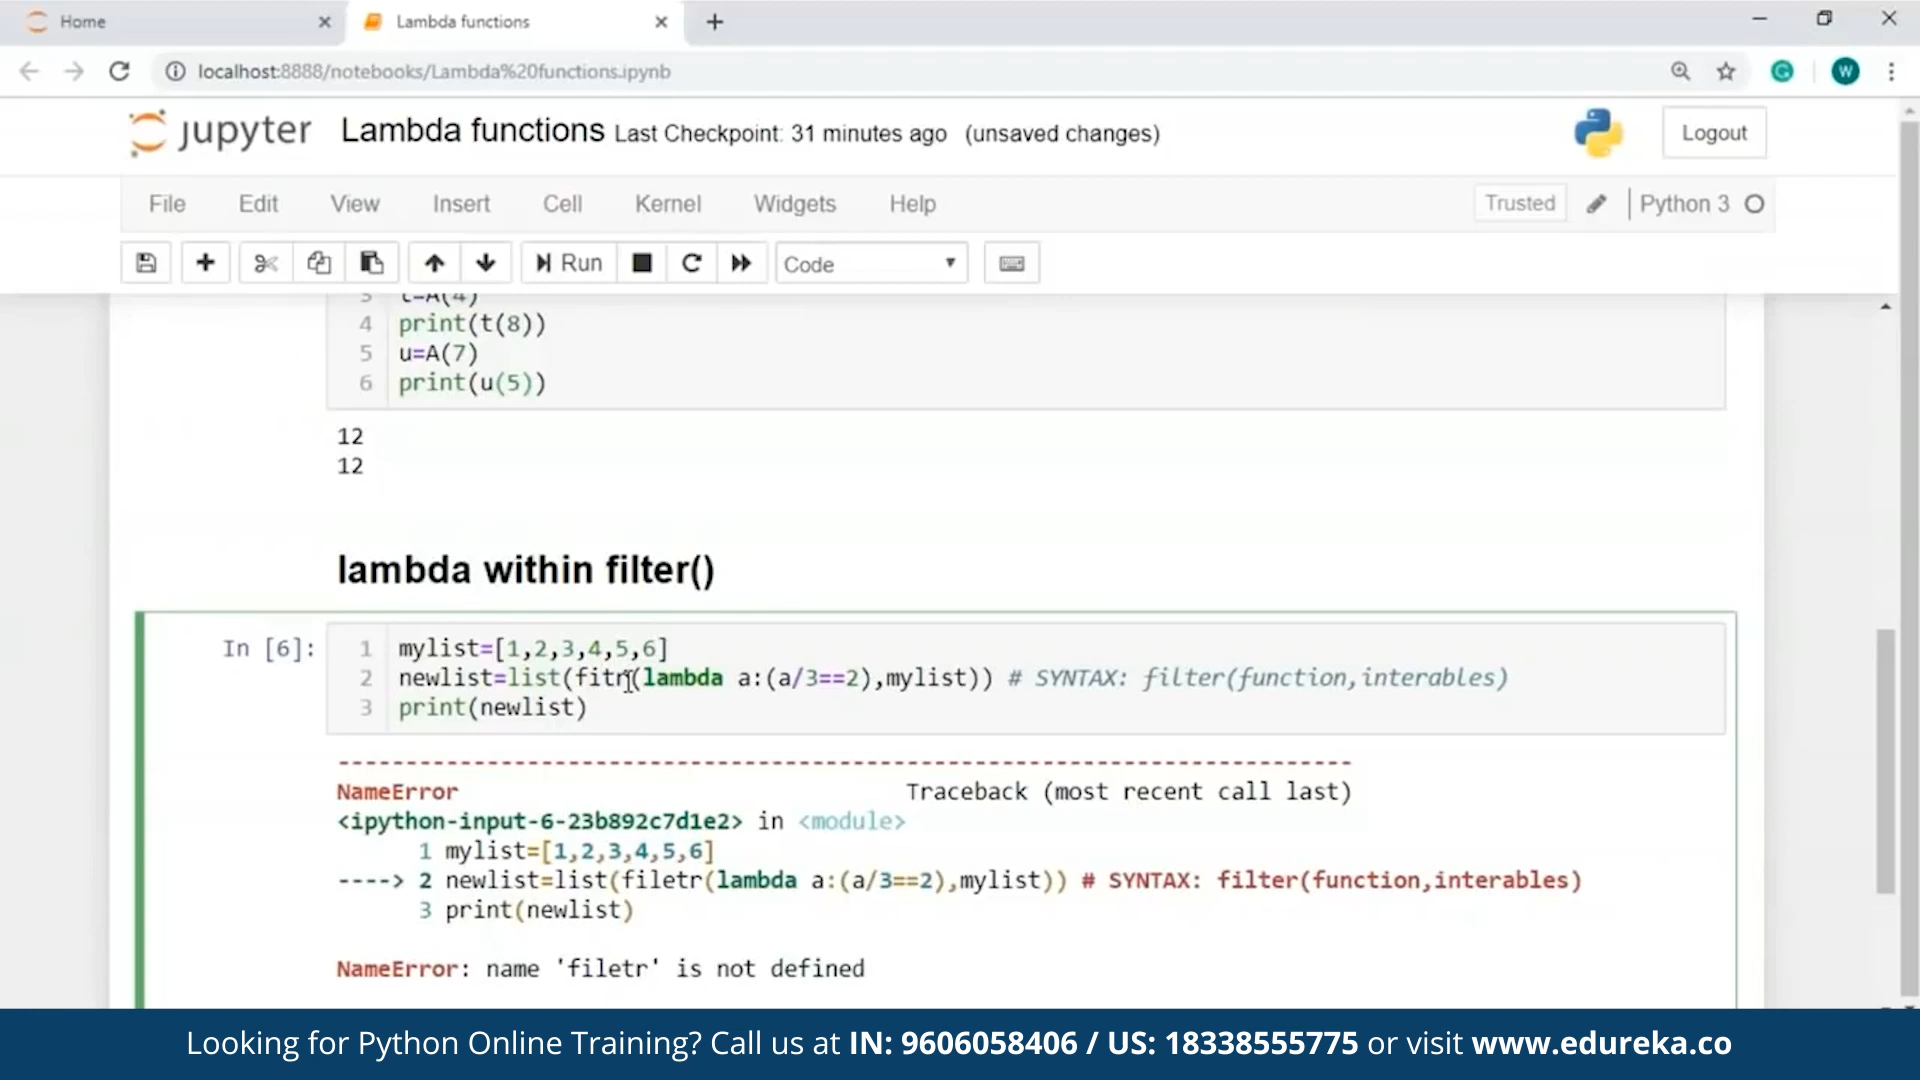 Home
Lambda functions
localhost:8888/notebooks/Lambda%20functions.ipynb
W
jupyter Lambda functions Last Checkpoint: 31 minutes ago (unsaved changes)
Logout
File Edit View Insert Cell Kernel Widgets Help
Trusted Python 3
Run
Code
3 t=A(4)
4 print(t(8))
5 u=A(7)
6 print(u(5))
12
12
lambda within filter()
In [6]:
1 mylist=[1,2,3,4,5,6]
2 newlist=list(fitr(lambda a:(a/3==2),mylist)) # SYNTAX: filter(function,interables)
3 print(newlist)
---------------------------------------------------------------------------
NameError Traceback (most recent call last)
<ipython-input-6-23b892c7d1e2> in <module>
1 mylist=[1,2,3,4,5,6]
----> 2 newlist=list(filetr(lambda a:(a/3==2),mylist)) # SYNTAX: filter(function,interables)
3 print(newlist)
NameError: name 'filetr' is not defined
Looking for Python Online Training? Call us at IN: 9606058406 / US: 18338555775 or visit www.edureka.co